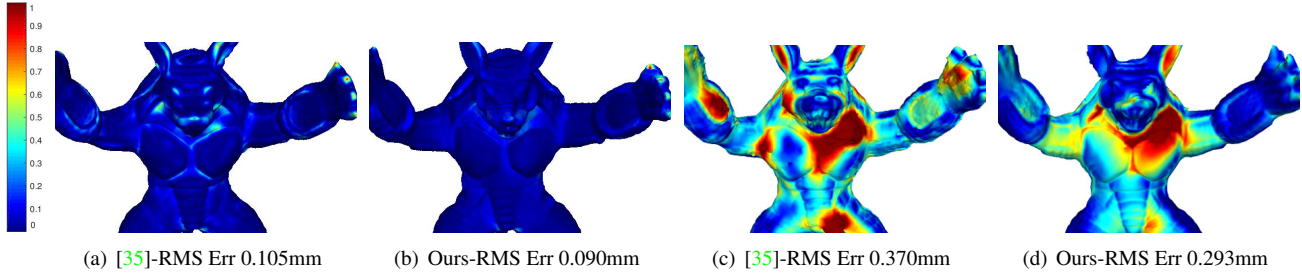 1
0.9
0.8
0.7
0.6
0.5
0.4
0.3
0.2
0.1
0
(a) [35]-RMS Err 0.105mm
(b) Ours-RMS Err 0.090mm
(c) [35]-RMS Err 0.370mm
(d) Ours-RMS Err 0.293mm